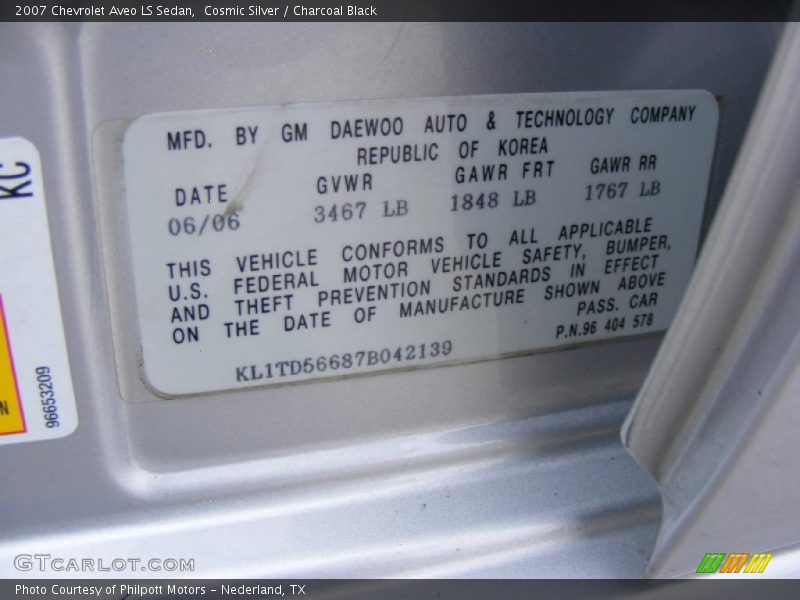 2007 Chevrolet Aveo LS Sedan,  Cosmic Silver / Charcoal Black
MFD. BY GM DAEWOO AUTO & TECHNOLOGY COMPANY
REPUBLIC OF KOREA
DATE GVWR GAWR FRT GAWR RR
06/06 3467 LB 1848 LB 1767 LB
THIS VEHICLE CONFORMS TO ALL APPLICABLE
U.S. FEDERAL MOTOR VEHICLE SAFETY, BUMPER,
AND THEFT PREVENTION STANDARDS IN EFFECT
ON THE DATE OF MANUFACTURE SHOWN ABOVE
PASS. CAR
P.N.96 404 578
KL1TD56687B042139
KC
N
96653209
GTCARLOT.COM
Photo Courtesy of Philpott Motors - Nederland, TX